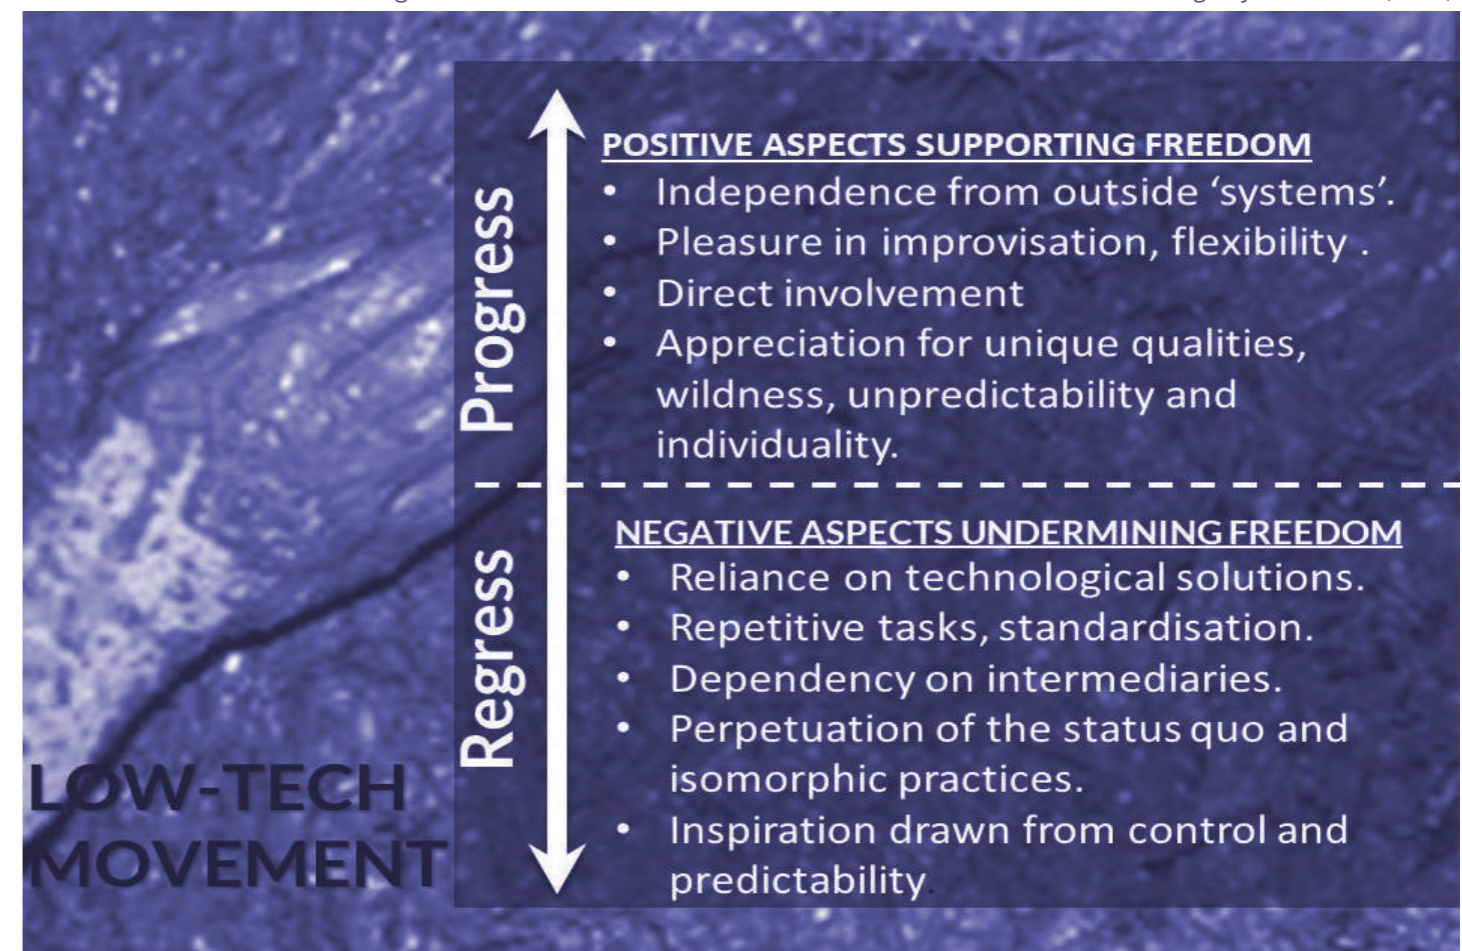 POSITIVE ASPECTS SUPPORTING FREEDOM
• Independence from outside ‘systems’.
• Pleasure in improvisation, flexibility .
• Direct involvement
• Appreciation for unique qualities,
wildness, unpredictability and
individuality.
Progress
NEGATIVE ASPECTS UNDERMINING FREEDOM
• Reliance on technological solutions.
• Repetitive tasks, standardisation.
• Dependency on intermediaries.
• Perpetuation of the status quo and
isomorphic practices.
• Inspiration drawn from control and
predictability.
Regress
LOW-TECH
MOVEMENT